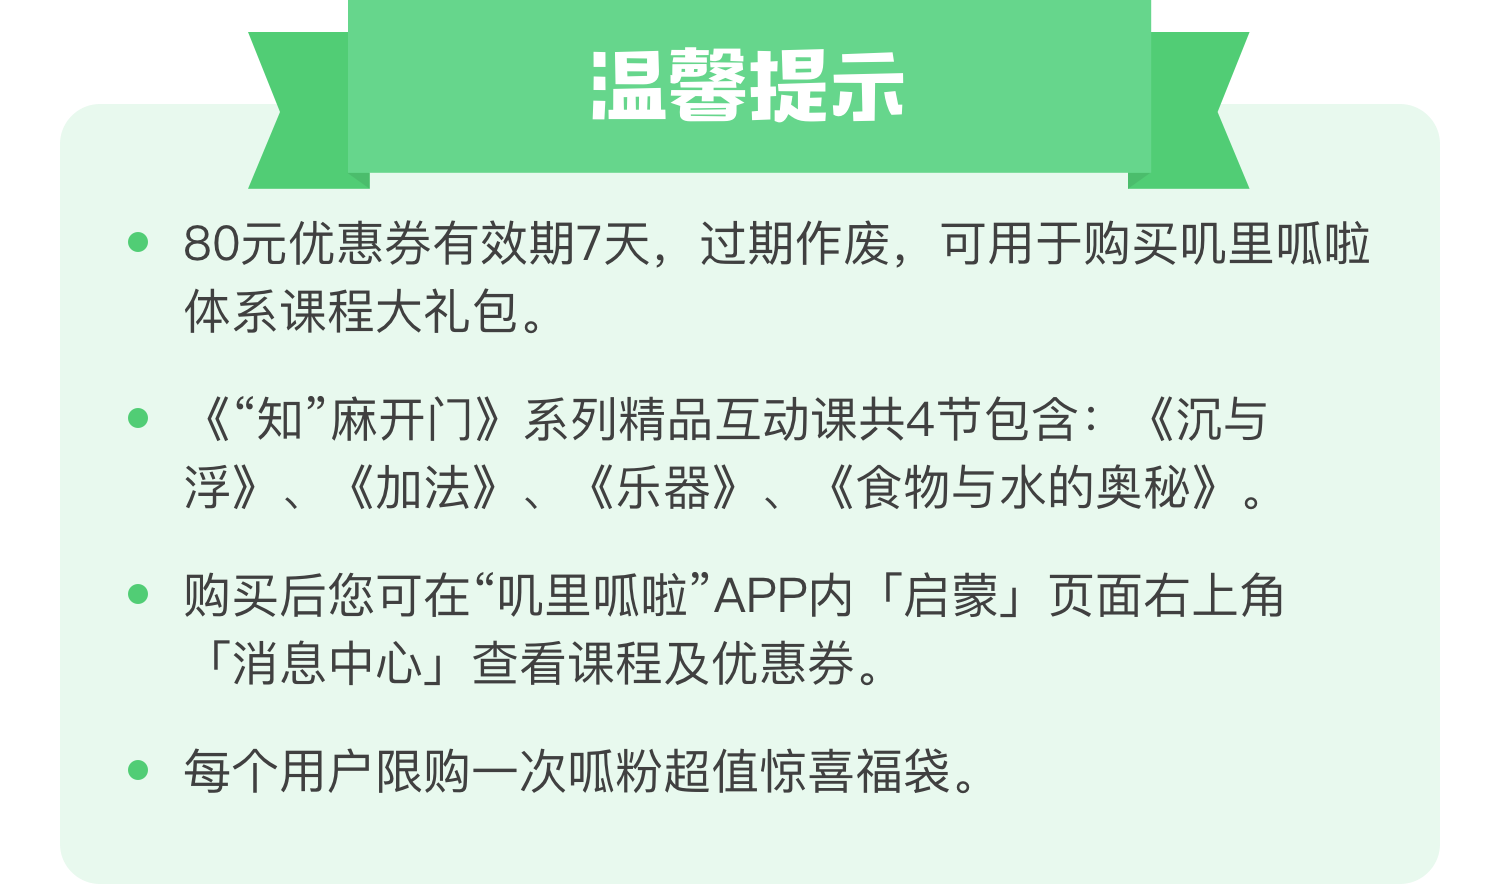 温馨提示
80元优惠券有效期7天，过期作废，可用于购买叽里呱啦
体系课程大礼包。
《“知”麻开门》系列精品互动课共4节包含：《沉与
浮》、《加法》、《乐器》、《食物与水的奥秘》。
购买后您可在“叽里呱啦”APP内「启蒙」页面右上角
「消息中心」查看课程及优惠券。
每个用户限购一次呱粉超值惊喜福袋。